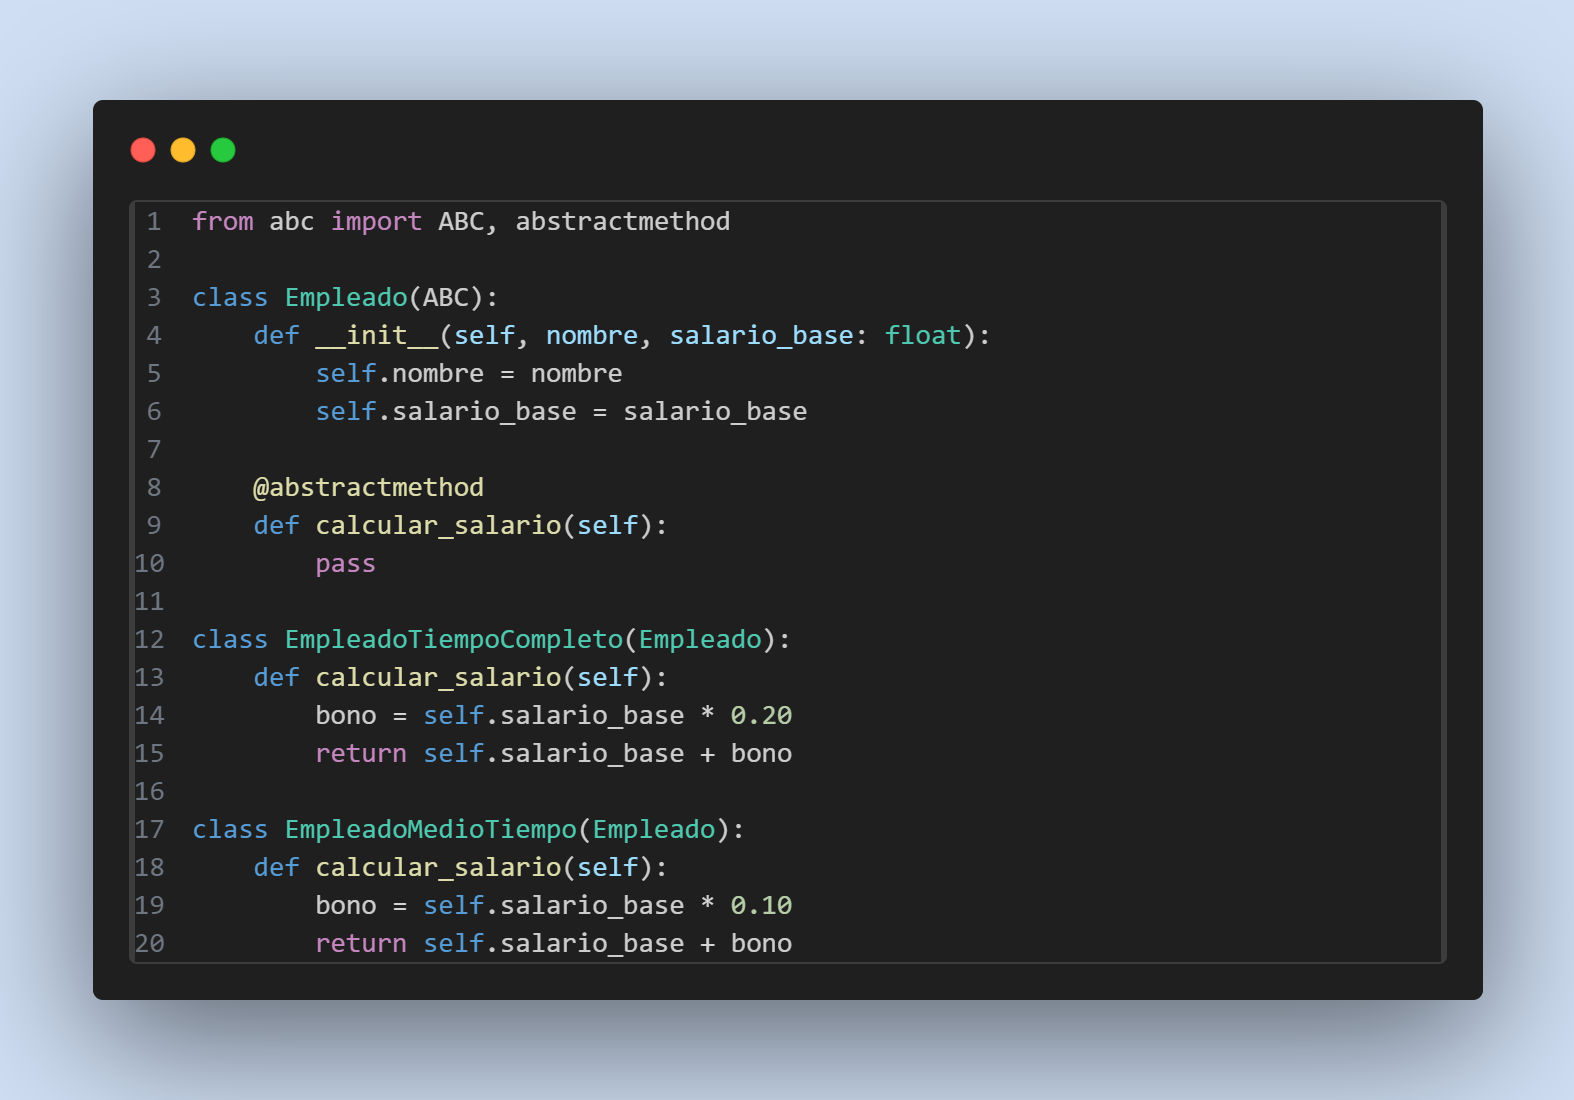 1 from abc import ABC, abstractmethod
2
3 class Empleado(ABC):
4     def __init__(self, nombre, salario_base: float):
5         self.nombre = nombre
6         self.salario_base = salario_base
7
8     @abstractmethod
9     def calcular_salario(self):
10         pass
11
12 class EmpleadoTiempoCompleto(Empleado):
13     def calcular_salario(self):
14         bono = self.salario_base * 0.20
15         return self.salario_base + bono
16
17 class EmpleadoMedioTiempo(Empleado):
18     def calcular_salario(self):
19         bono = self.salario_base * 0.10
20         return self.salario_base + bono